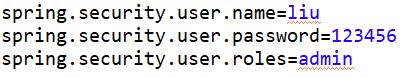 spring.security.user.name=liu
spring.security.user.password=123456
spring.security.user.roles=admin